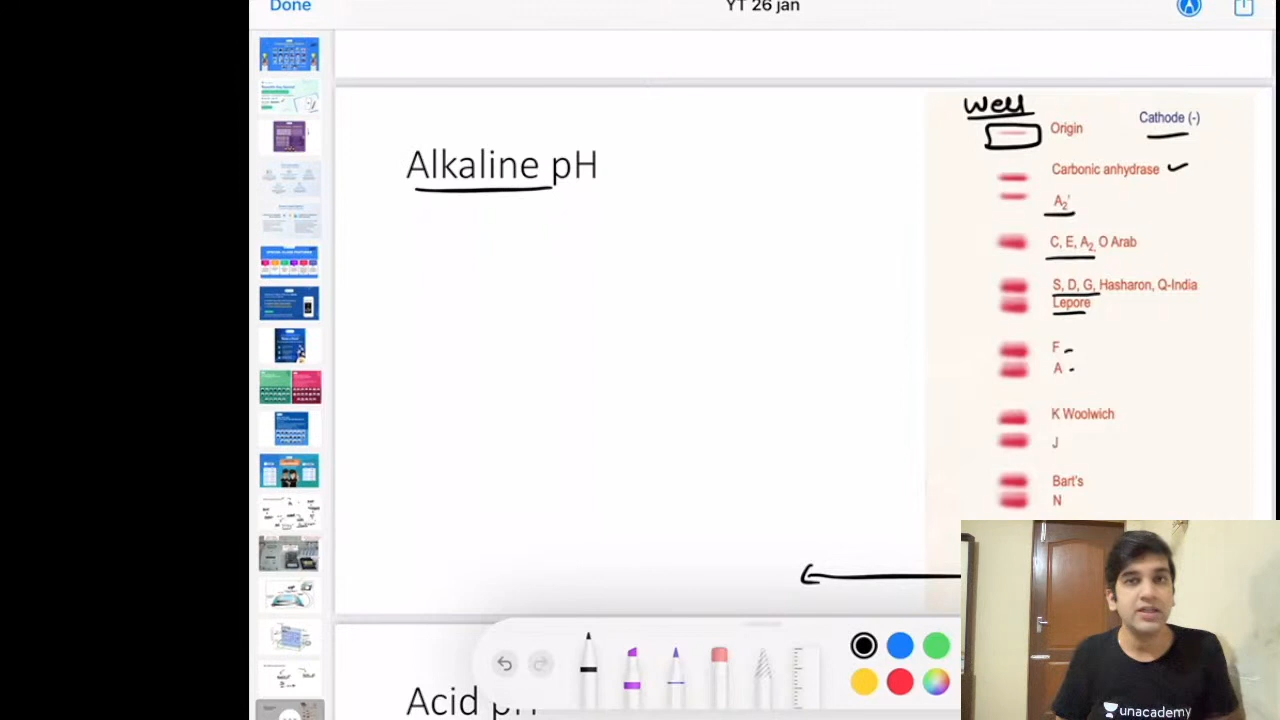 Done
YT 26 jan
Well
Origin
Cathode (-)
Alkaline pH
Carbonic anhydrase
A2'
C, E, A2, O Arab
S, D, G, Hasharon, Q-India
Lepore
F
A
K Woolwich
J
Bart's
N
Acid pH
unacademy